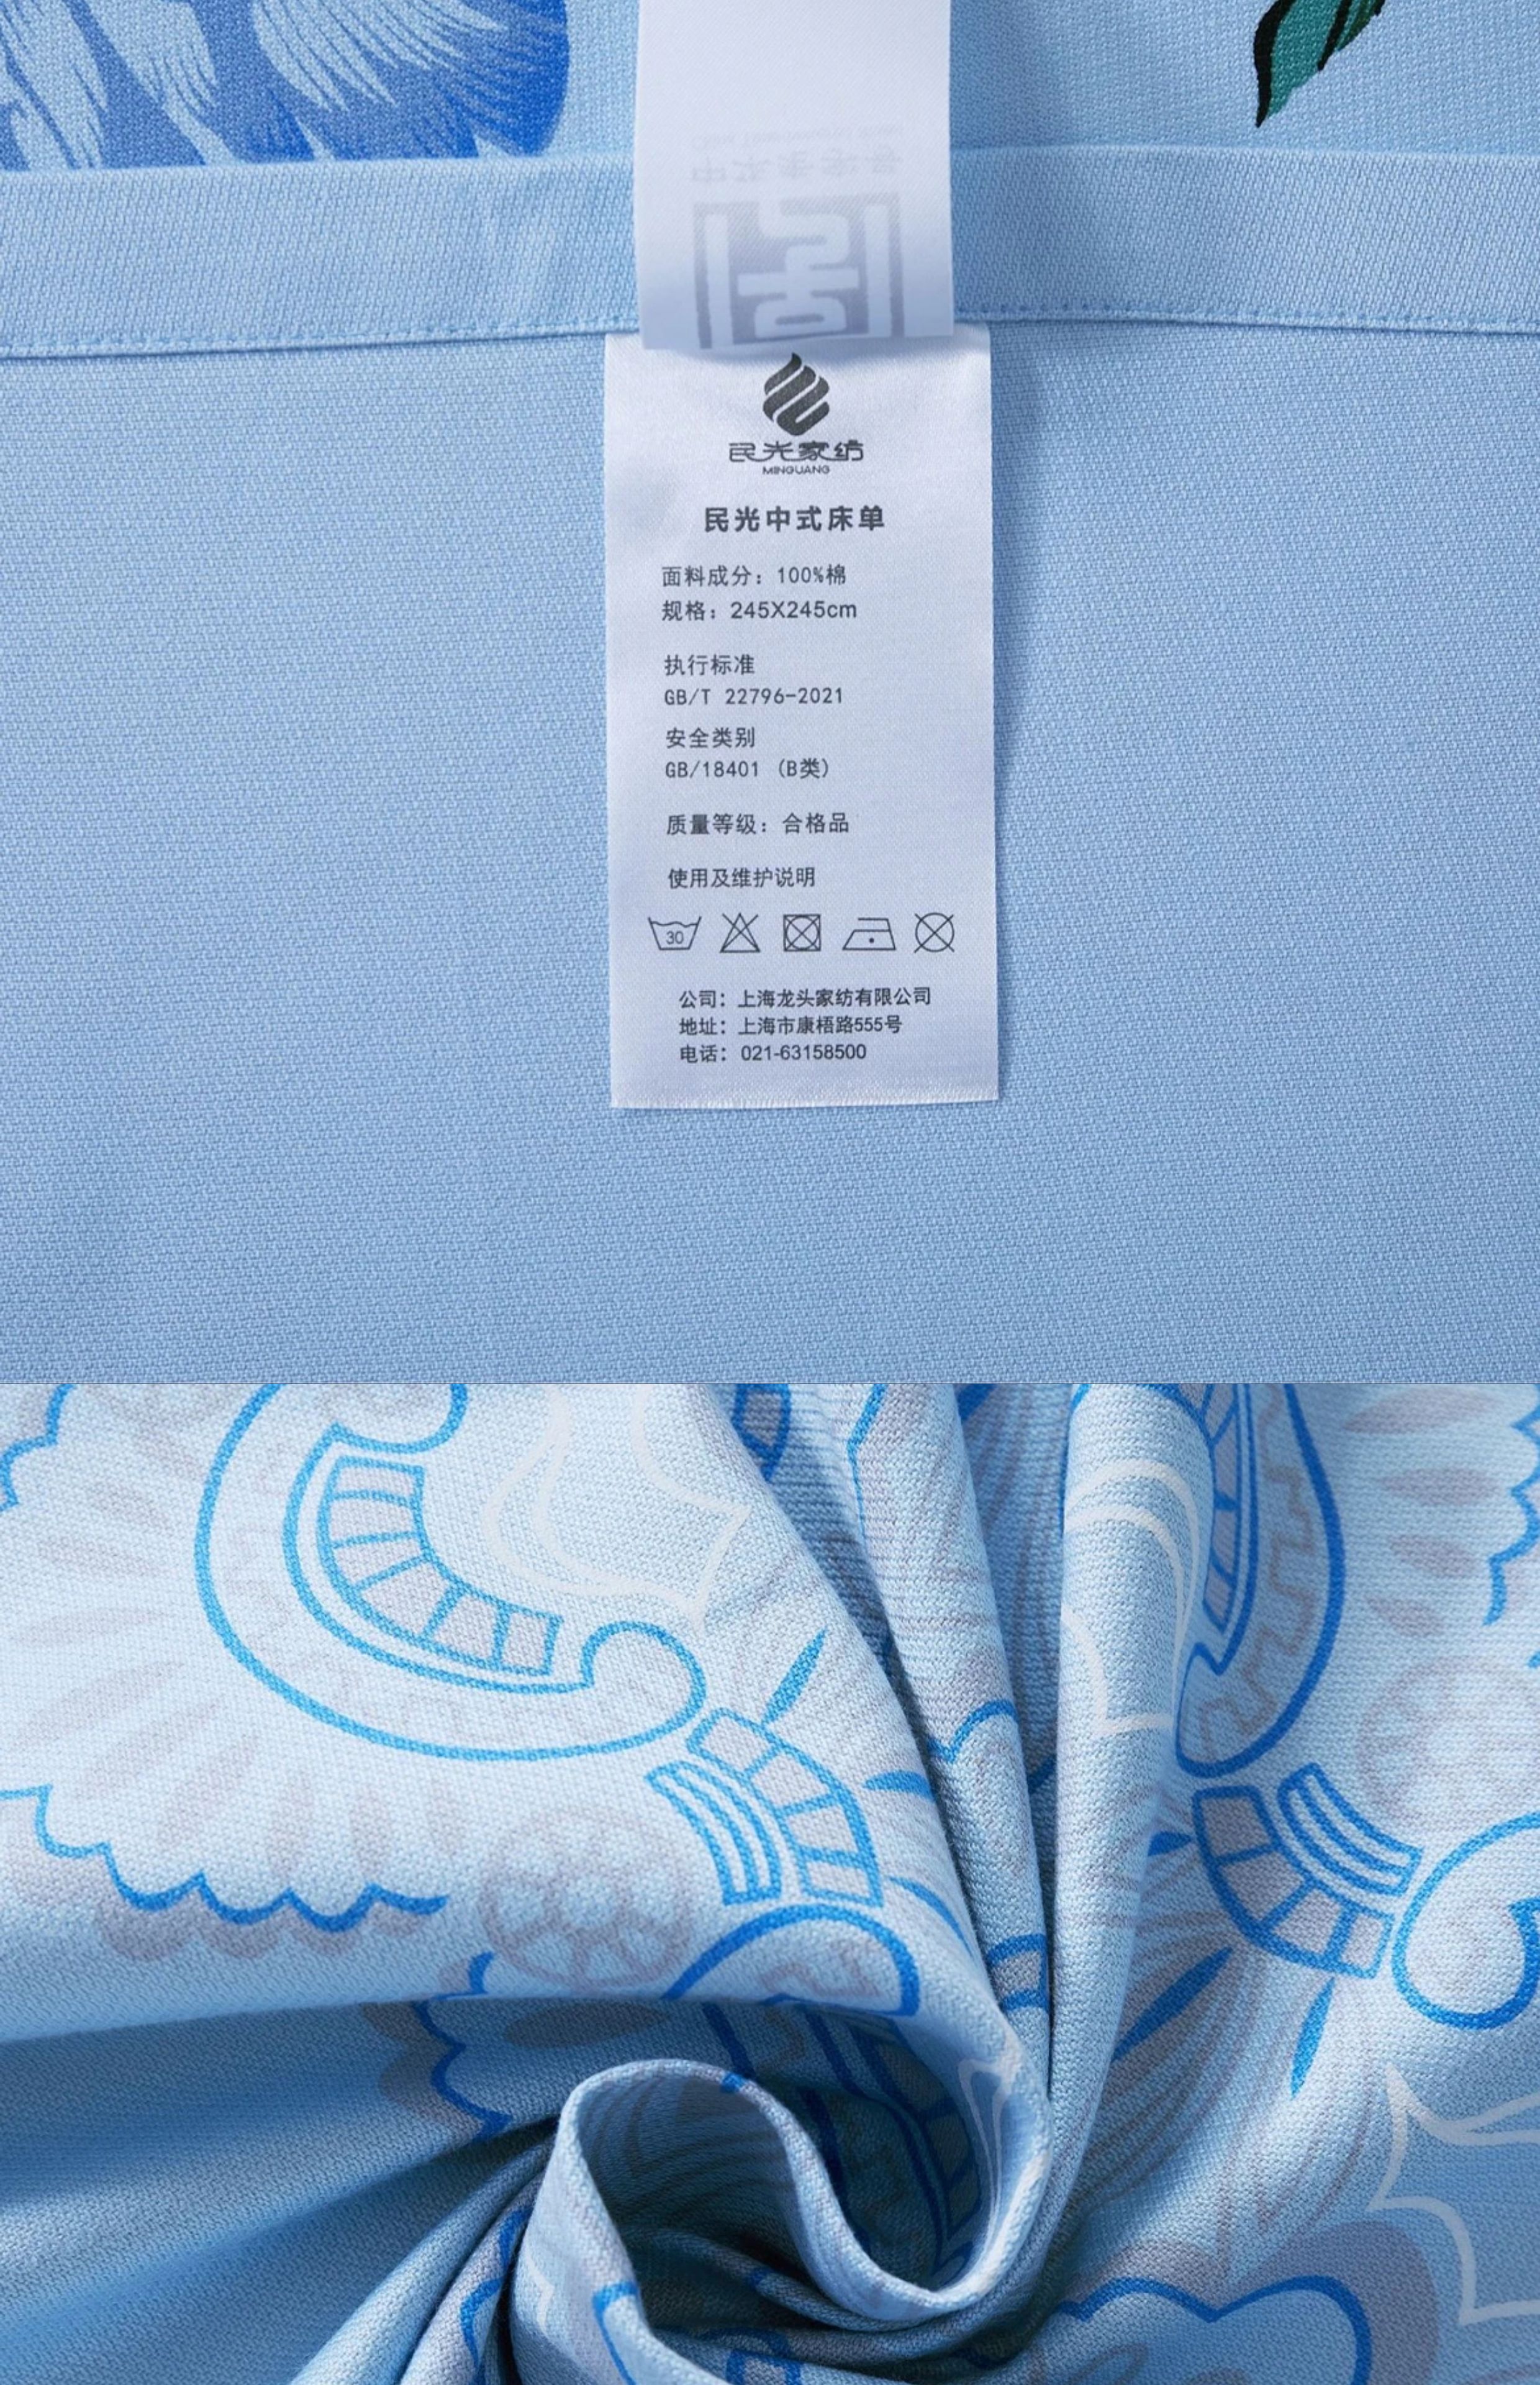 民光家纺
MINGUANG
民光中式床单
面料成分：100%棉
规格：245X245cm
执行标准
GB/T 22796-2021
安全类别
GB/18401 (B类)
质量等级：合格品
使用及维护说明
30
公司：上海龙头家纺有限公司
地址：上海市康梧路555号
电话：021-63158500